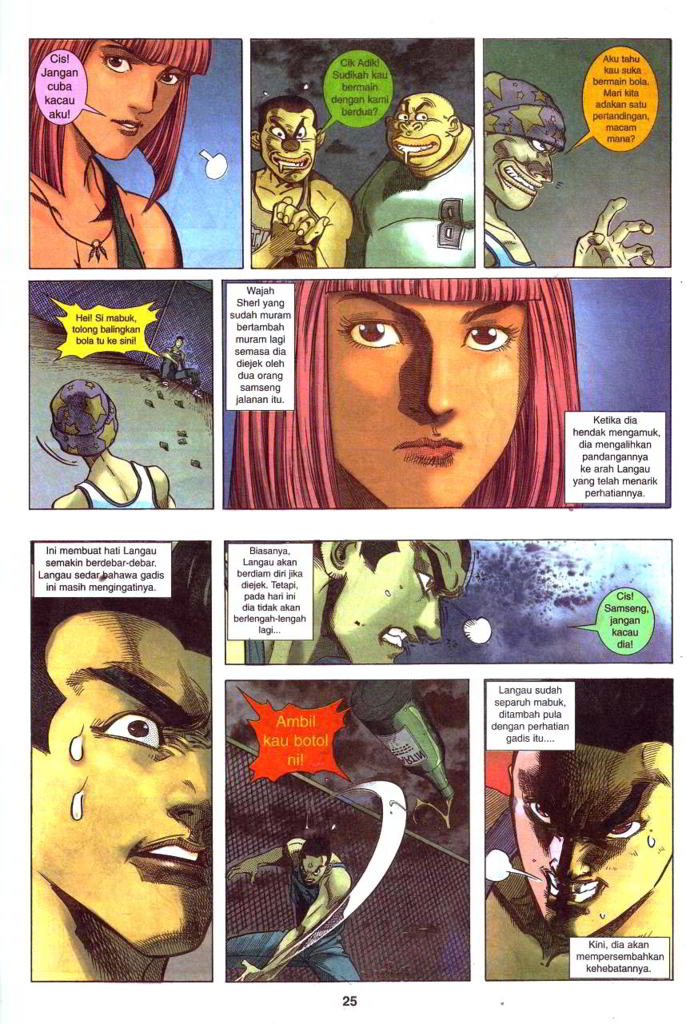 Cis!
Jangan
cuba
kacau
aku!
Cik Adik!
Sudikah kau
bermain
dengan kami
berdua?
Aku tahu
kau suka
bermain bola.
Mari kita
adakan satu
pertandingan,
macam
mana?
Hei! Si mabuk,
tolong balingkan
bola tu ke sini!
Wajah
Sherl yang
sudah muram
bertambah
muram lagi
semasa dia
diejek oleh
dua orang
samseng
jalanan itu.
Ketika dia
hendak mengamuk,
dia mengalihkan
pandangannya
ke arah Langau
yang telah menarik
perhatiannya.
Ini membuat hati Langau
semakin berdebar-debar.
Langau sedar bahawa gadis
ini masih mengingatinya.
Biasanya,
Langau akan
berdiam diri jika
diejek. Tetapi,
pada hari ini
dia tidak akan
berlengah-lengah
lagi...
Cis!
Samseng,
jangan
kacau
dia!
Ambil
kau botol
ni!
Langau sudah
separuh mabuk,
ditambah pula
dengan perhatian
gadis itu....
Kini, dia akan
mempersembahkan
kehebatannya.
25